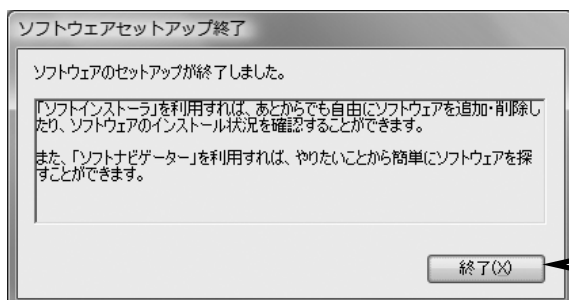 ソフトウェアセットアップ終了
ソフトウェアのセットアップが終了しました。
「ソフトインストーラ」を利用すれば、あとからでも自由にソフトウェアを追加・削除し
たり、ソフトウェアのインストール状況を確認することができます。
また、「ソフトナビゲーター」を利用すれば、やりたいことから簡単にソフトウェアを探
すことができます。
終了(X)